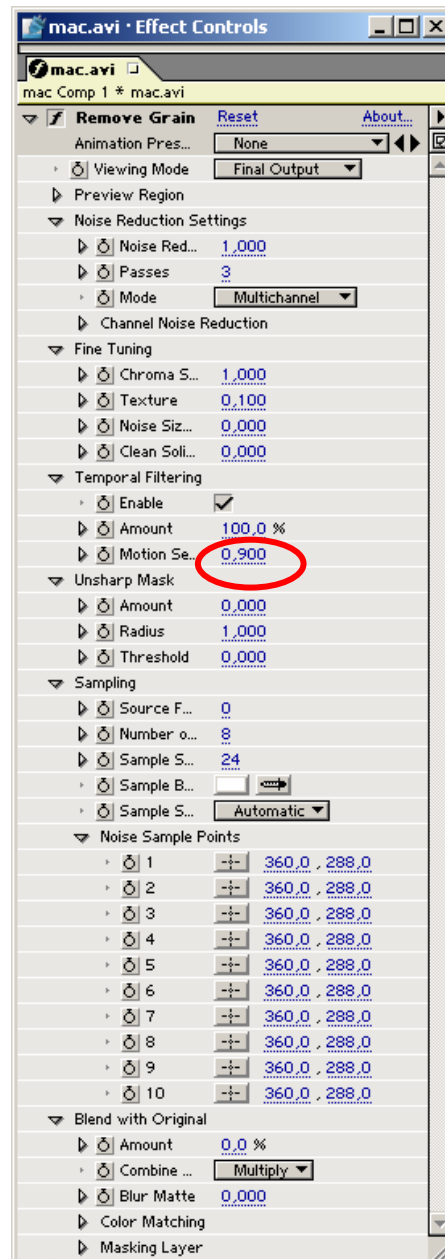 mac.avi • Effect Controls
mac.avi
mac Comp 1 * mac.avi
Remove Grain Reset About...
Animation Pres... None
Viewing Mode Final Output
Preview Region
Noise Reduction Settings
Noise Red... 1,000
Passes 3
Mode Multichannel
Channel Noise Reduction
Fine Tuning
Chroma S... 1,000
Texture 0,100
Noise Siz... 0,000
Clean Soli... 0,000
Temporal Filtering
Enable
Amount 100,0 %
Motion Se... 0,900
Unsharp Mask
Amount 0,000
Radius 1,000
Threshold 0,000
Sampling
Source F... 0
Number o... 8
Sample S... 24
Sample B...
Sample S... Automatic
Noise Sample Points
1 360,0 , 288,0
2 360,0 , 288,0
3 360,0 , 288,0
4 360,0 , 288,0
5 360,0 , 288,0
6 360,0 , 288,0
7 360,0 , 288,0
8 360,0 , 288,0
9 360,0 , 288,0
10 360,0 , 288,0
Blend with Original
Amount 0,0 %
Combine ... Multiply
Blur Matte 0,000
Color Matching
Masking Layer